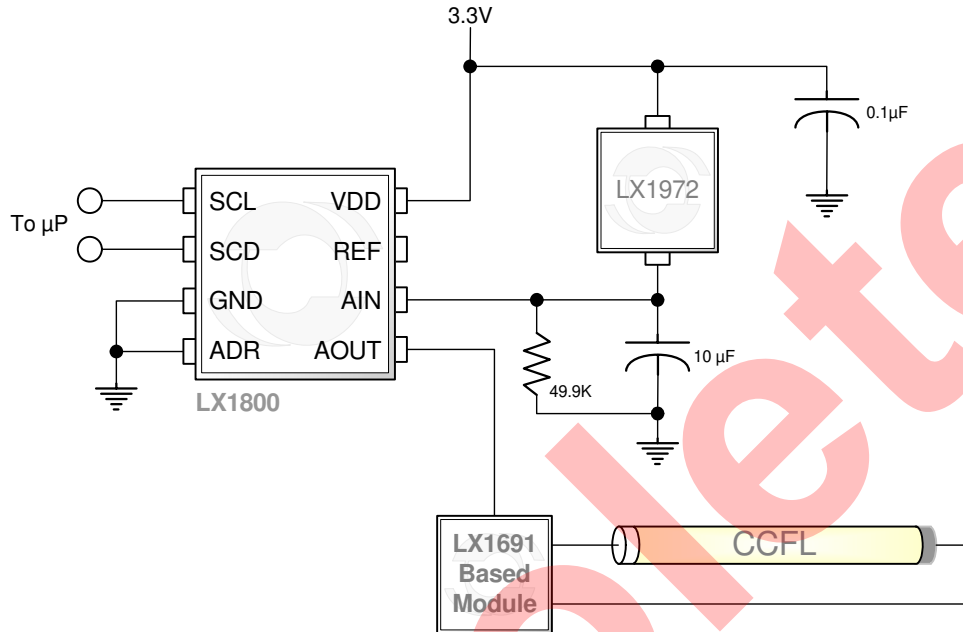 3.3V
0.1µF
LX1972
To µP
SCL
VDD
SCD
REF
GND
AIN
ADR
AOUT
LX1800
49.9K
10 µF
LX1691
Based
Module
CCFL